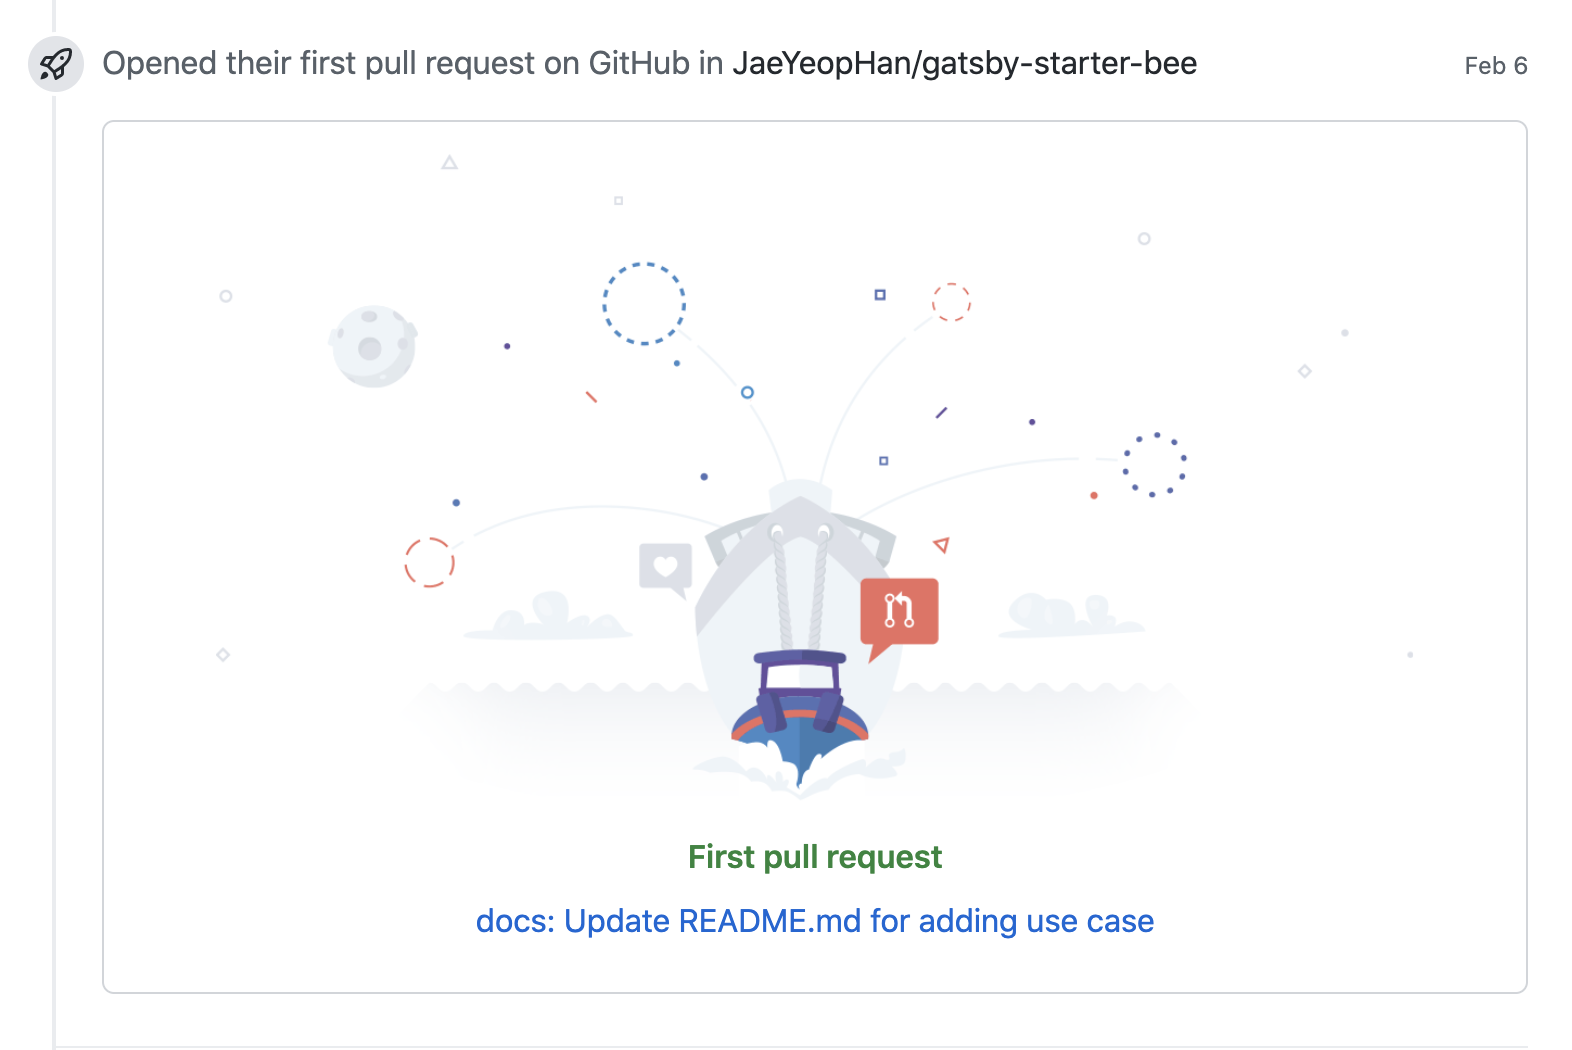 Opened their first pull request on GitHub in JaeYeopHan/gatsby-starter-bee
Feb 6
First pull request
docs: Update README.md for adding use case